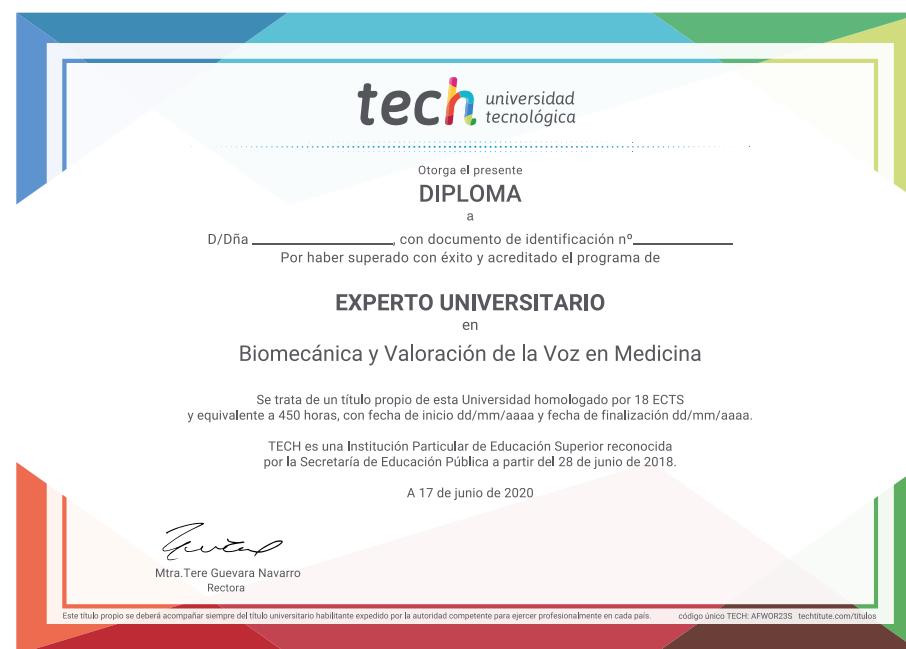 tech universidad
tecnológica
Otorga el presente
DIPLOMA
a
D/Dña ____________, con documento de identificación nº____________
Por haber superado con éxito y acreditado el programa de
EXPERTO UNIVERSITARIO
en
Biomecánica y Valoración de la Voz en Medicina
Se trata de un título propio de esta Universidad homologado por 18 ECTS
y equivalente a 450 horas, con fecha de inicio dd/mm/aaaa y fecha de finalización dd/mm/aaaa.
TECH es una Institución Particular de Educación Superior reconocida
por la Secretaría de Educación Pública a partir del 28 de junio de 2018.
A 17 de junio de 2020
Mtra.Tere Guevara Navarro
Rectora
Este título propio se deberá acompañar siempre del título universitario habilitante expedido por la autoridad competente para ejercer profesionalmente en cada país. código único TECH: AFWOR23S techtitute.com/titulos